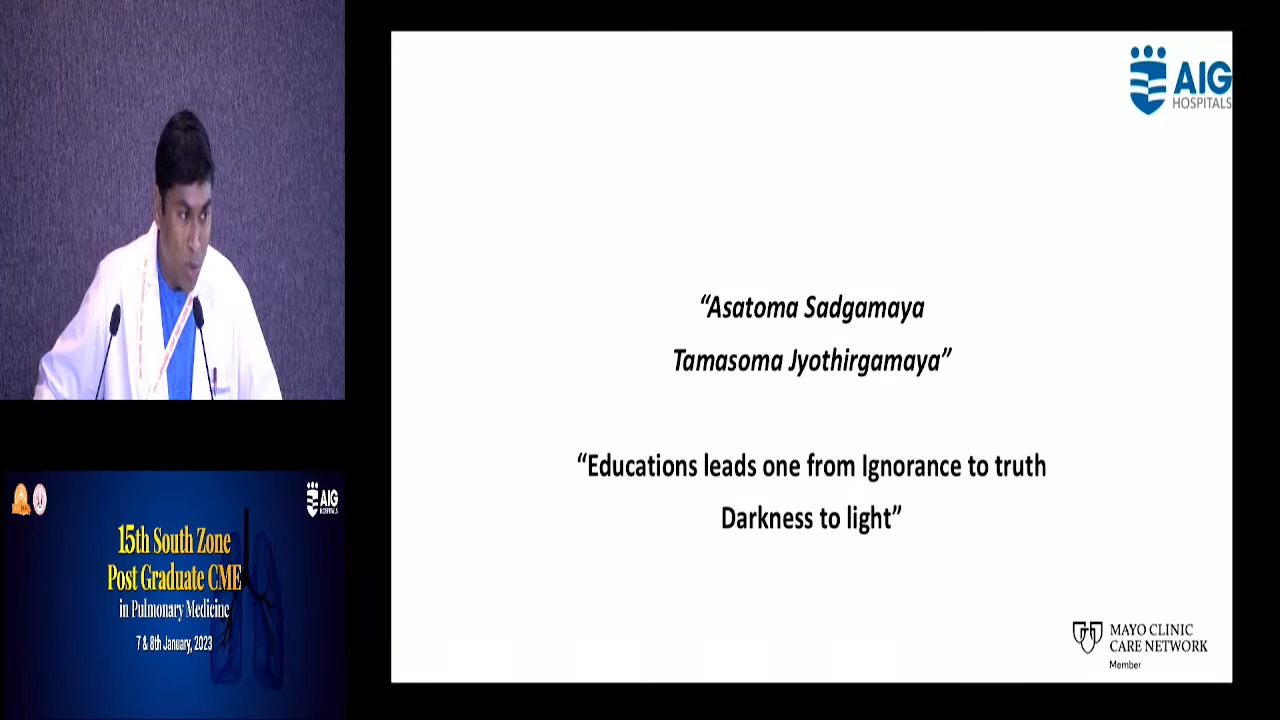 AIG
HOSPITALS
“Asatoma Sadgamaya
Tamasoma Jyothirgamaya”
“Educations leads one from Ignorance to truth
Darkness to light”
MAYO CLINIC
CARE NETWORK
Member
AIG
HOSPITALS
15th South Zone
Post Graduate CME
in Pulmonary Medicine
7 & 8th January, 2023